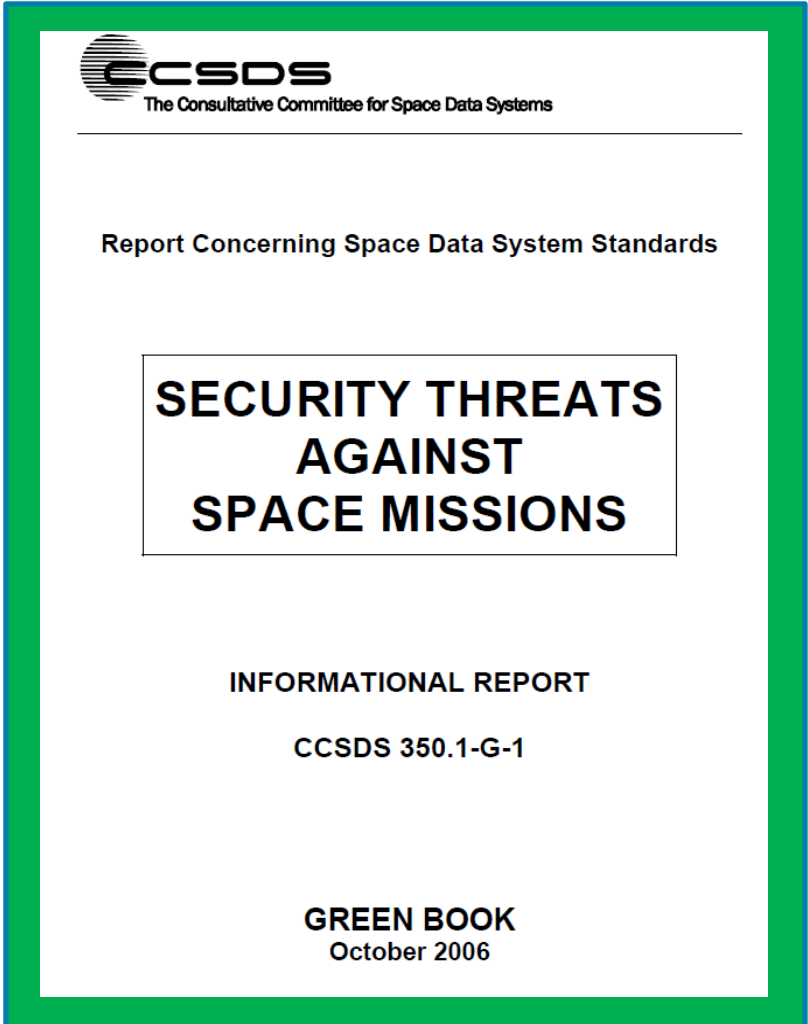 CCSDS
The Consultative Committee for Space Data Systems
Report Concerning Space Data System Standards
SECURITY THREATS
AGAINST
SPACE MISSIONS
INFORMATIONAL REPORT
CCSDS 350.1-G-1
GREEN BOOK
October 2006